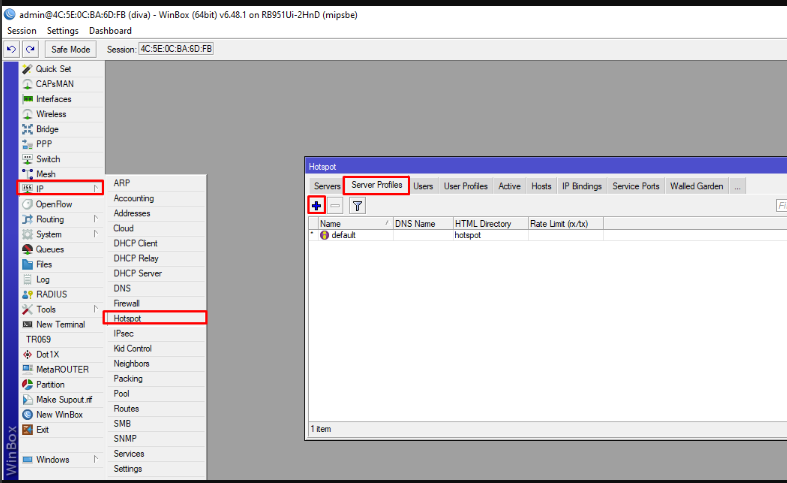 admin@4C:5E:0C:BA:6D:FB (diva) - WinBox (64bit) v6.48.1 on RB951Ui-2HnD (mipsbe)
Session Settings Dashboard
Safe Mode Session: 4C:5E:0C:BA:6D:FB
Quick Set
CAPsMAN
Interfaces
Wireless
Bridge
PPP
Switch
Mesh
IP
OpenFlow
Routing
System
Queues
Files
Log
RADIUS
Tools
New Terminal
TR069
Dot1X
MetaROUTER
Partition
Make Supout.rif
New WinBox
Exit
Windows
WinBox
ARP
Accounting
Addresses
Cloud
DHCP Client
DHCP Relay
DHCP Server
DNS
Firewall
Hotspot
IPsec
Kid Control
Neighbors
Packing
Pool
Routes
SMB
SNMP
Services
Settings
Hotspot
Servers Server Profiles Users User Profiles Active Hosts IP Bindings Service Ports Walled Garden ...
Name / DNS Name HTML Directory Rate Limit (rx/tx)
* default hotspot
1 item